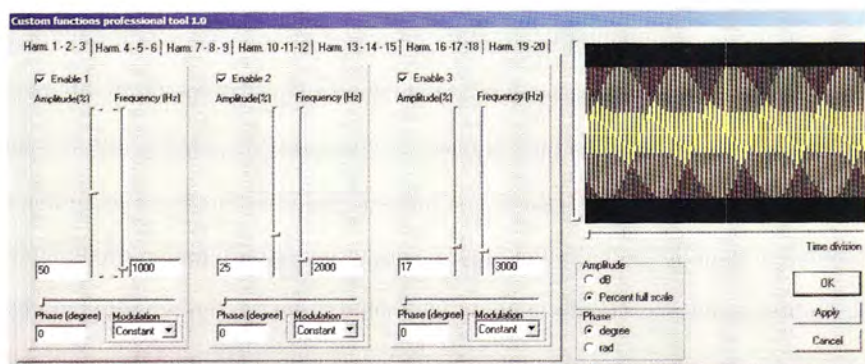 Custom functions professional tool 1.0
Harm. 1 - 2 - 3 Harm. 4 - 5 - 6 Harm. 7 - 8 - 9 Harm. 10 -11-12 Harm. 13 - 14 - 15 Harm. 16 -17 -18 Harm. 19 -20
Enable 1 Enable 2 Enable 3
Amplitude(%) Frequency (Hz) Amplitude(%) Frequency (Hz) Amplitude(%) Frequency (Hz)
50 1000 25 2000 17 3000
Phase (degree) Modulation Phase (degree) Modulation Phase (degree) Modulation
0 Constant 0 Constant 0 Constant
Time division
Amplitude
dB
Percent full scale
Phase
degree
rad
OK
Apply
Cancel